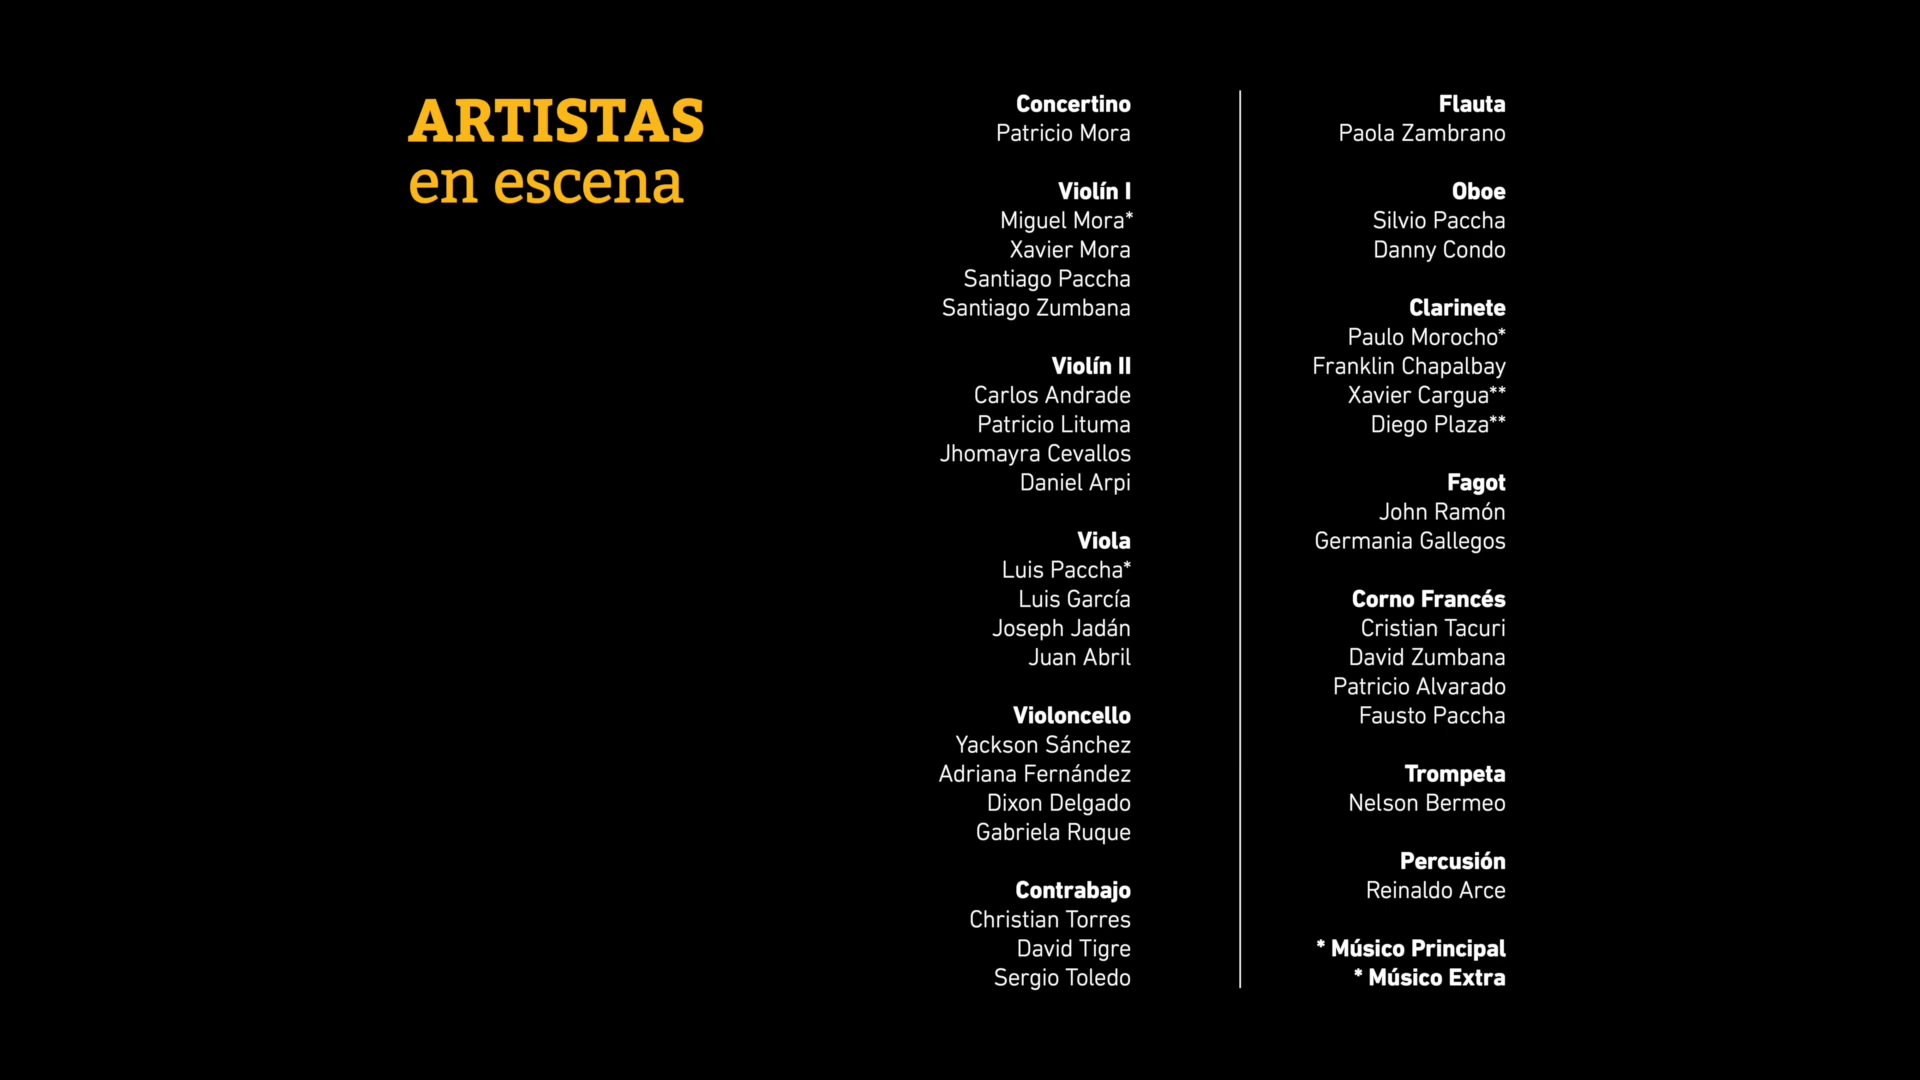 ARTISTAS
en escena
Concertino
Patricio Mora
Violín I
Miguel Mora*
Xavier Mora
Santiago Paccha
Santiago Zumbana
Violín II
Carlos Andrade
Patricio Lituma
Jhomayra Cevallos
Daniel Arpi
Viola
Luis Paccha*
Luis García
Joseph Jadán
Juan Abril
Violoncello
Yackson Sánchez
Adriana Fernández
Dixon Delgado
Gabriela Ruque
Contrabajo
Christian Torres
David Tigre
Sergio Toledo
Flauta
Paola Zambrano
Oboe
Silvio Paccha
Danny Condo
Clarinete
Paulo Morocho*
Franklin Chapalbay
Xavier Cargua**
Diego Plaza**
Fagot
John Ramón
Germania Gallegos
Corno Francés
Cristian Tacuri
David Zumbana
Patricio Alvarado
Fausto Paccha
Trompeta
Nelson Bermeo
Percusión
Reinaldo Arce
* Músico Principal
* Músico Extra